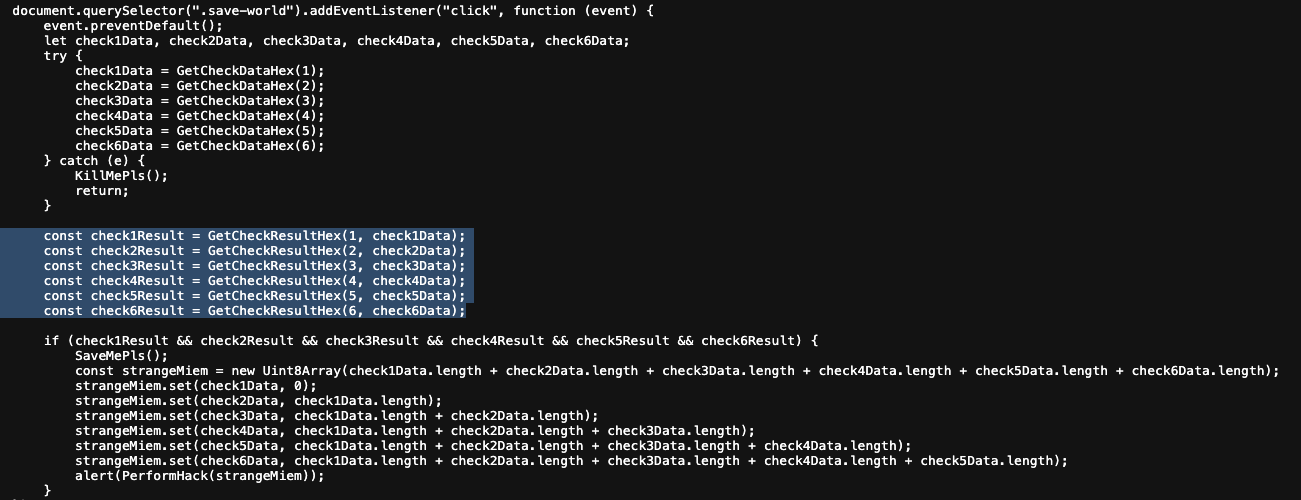 document.querySelector(".save-world").addEventListener("click", function (event) {
    event.preventDefault();
    let check1Data, check2Data, check3Data, check4Data, check5Data, check6Data;
    try {
        check1Data = GetCheckDataHex(1);
        check2Data = GetCheckDataHex(2);
        check3Data = GetCheckDataHex(3);
        check4Data = GetCheckDataHex(4);
        check5Data = GetCheckDataHex(5);
        check6Data = GetCheckDataHex(6);
    } catch (e) {
        KillMePls();
        return;
    }
    const check1Result = GetCheckResultHex(1, check1Data);
    const check2Result = GetCheckResultHex(2, check2Data);
    const check3Result = GetCheckResultHex(3, check3Data);
    const check4Result = GetCheckResultHex(4, check4Data);
    const check5Result = GetCheckResultHex(5, check5Data);
    const check6Result = GetCheckResultHex(6, check6Data);
    if (check1Result && check2Result && check3Result && check4Result && check5Result && check6Result) {
        SaveMePls();
        const strangeMiem = new Uint8Array(check1Data.length + check2Data.length + check3Data.length + check4Data.length + check5Data.length + check6Data.length);
        strangeMiem.set(check1Data, 0);
        strangeMiem.set(check2Data, check1Data.length);
        strangeMiem.set(check3Data, check1Data.length + check2Data.length);
        strangeMiem.set(check4Data, check1Data.length + check2Data.length + check3Data.length);
        strangeMiem.set(check5Data, check1Data.length + check2Data.length + check3Data.length + check4Data.length);
        strangeMiem.set(check6Data, check1Data.length + check2Data.length + check3Data.length + check4Data.length + check5Data.length);
        alert(PerformHack(strangeMiem));
    }